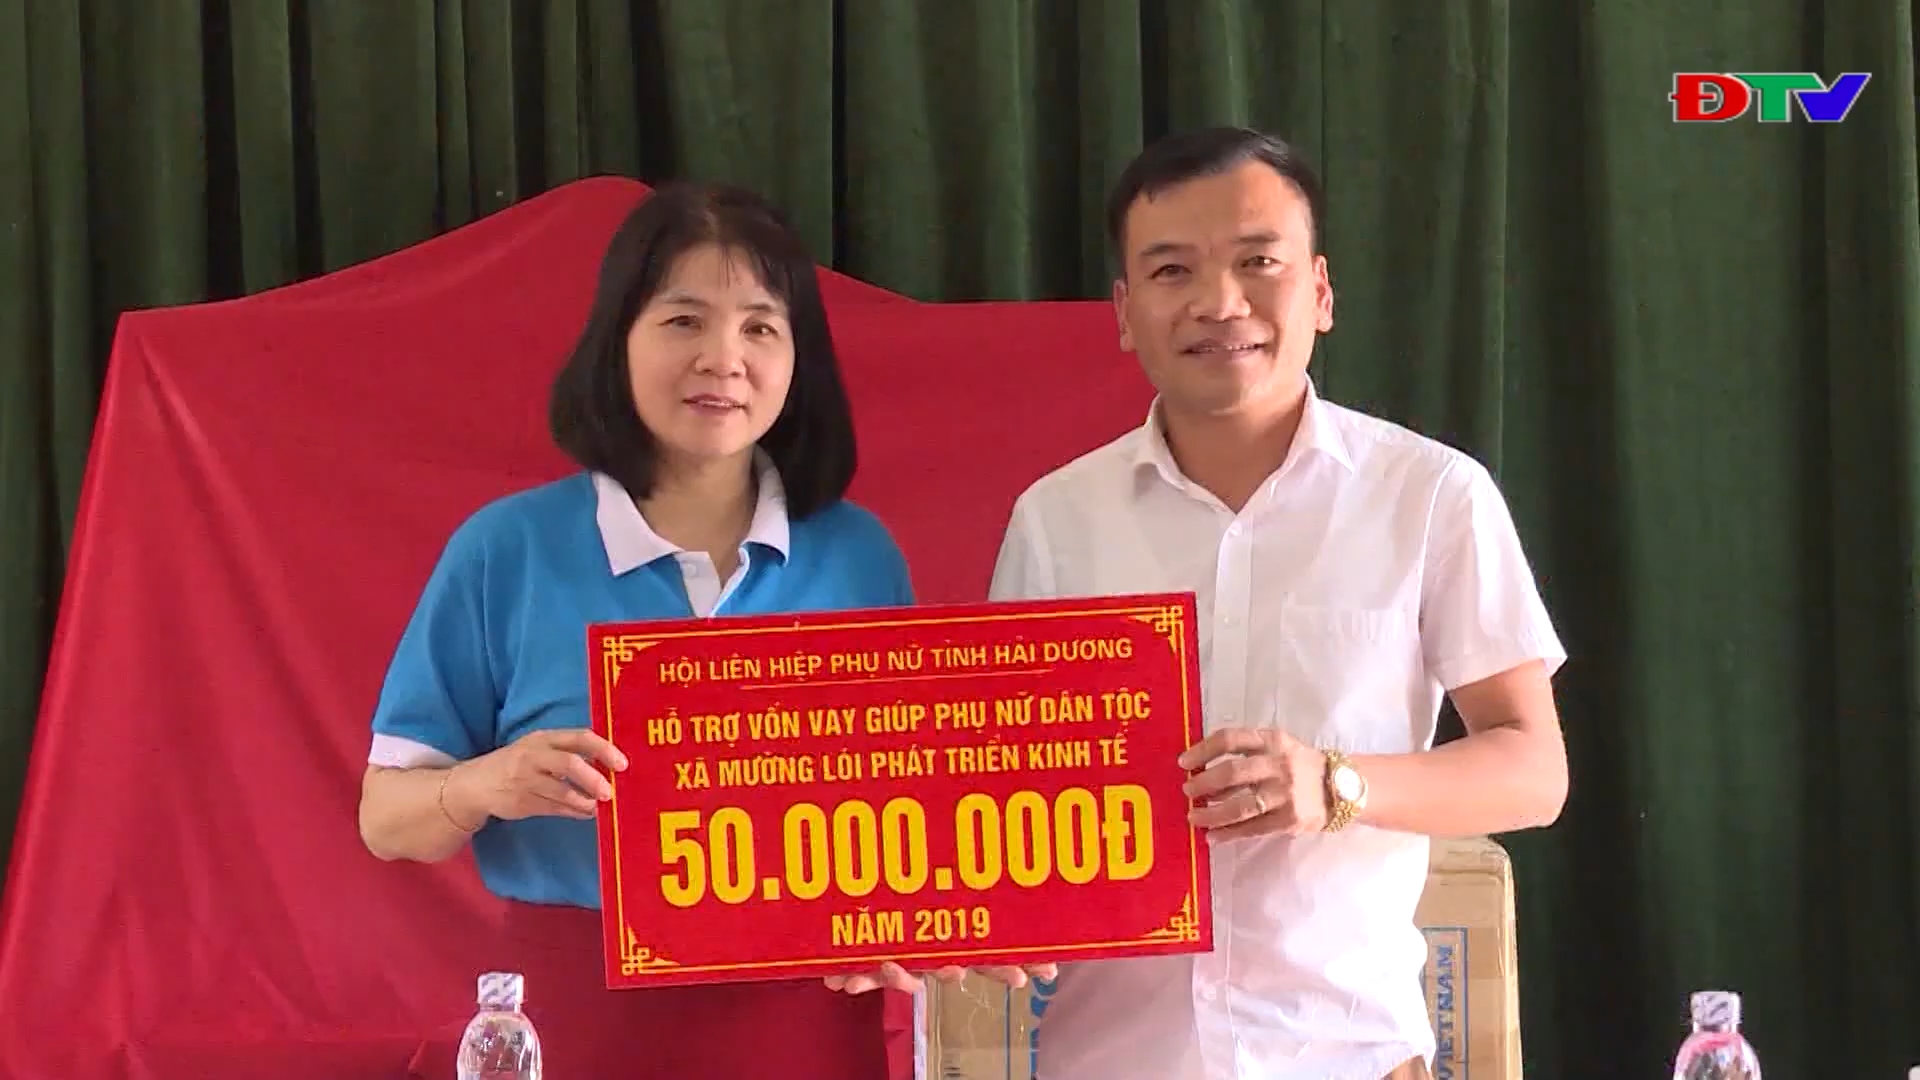 ĐTV
HỘI LIÊN HIỆP PHỤ NỮ TỈNH HẢI DƯƠNG
HỖ TRỢ VỐN VAY GIÚP PHỤ NỮ DÂN TỘC
XÃ MƯỜNG LÓI PHÁT TRIỂN KINH TẾ
50.000.000Đ
NĂM 2019
VIETNAM